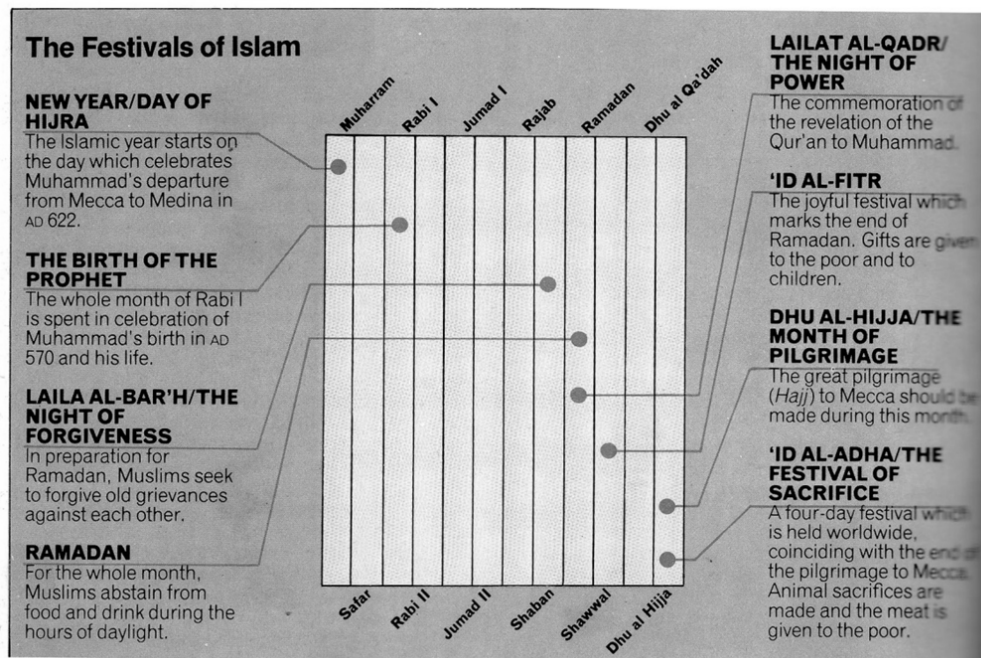 The Festivals of Islam
NEW YEAR/DAY OF
HIJRA
The Islamic year starts on
the day which celebrates
Muhammad's departure
from Mecca to Medina in
AD 622.
THE BIRTH OF THE
PROPHET
The whole month of Rabi I
is spent in celebration of
Muhammad's birth in AD
570 and his life.
LAILA AL-BAR'H/THE
NIGHT OF
FORGIVENESS
In preparation for
Ramadan, Muslims seek
to forgive old grievances
against each other.
RAMADAN
For the whole month,
Muslims abstain from
food and drink during the
hours of daylight.
Muharram
Rabi I
Jumad I
Rajab
Ramadan
Dhu al Qa'dah
Safar
Rabi II
Jumad II
Shaban
Shawwal
Dhu al Hijja
LAILAT AL-QADR/
THE NIGHT OF
POWER
The commemoration of
the revelation of the
Qur'an to Muhammad.
'ID AL-FITR
The joyful festival which
marks the end of
Ramadan. Gifts are given
to the poor and to
children.
DHU AL-HIJJA/THE
MONTH OF
PILGRIMAGE
The great pilgrimage
(Hajj) to Mecca should be
made during this month.
'ID AL-ADHA/THE
FESTIVAL OF
SACRIFICE
A four-day festival which
is held worldwide,
coinciding with the end of
the pilgrimage to Mecca.
Animal sacrifices are
made and the meat is
given to the poor.